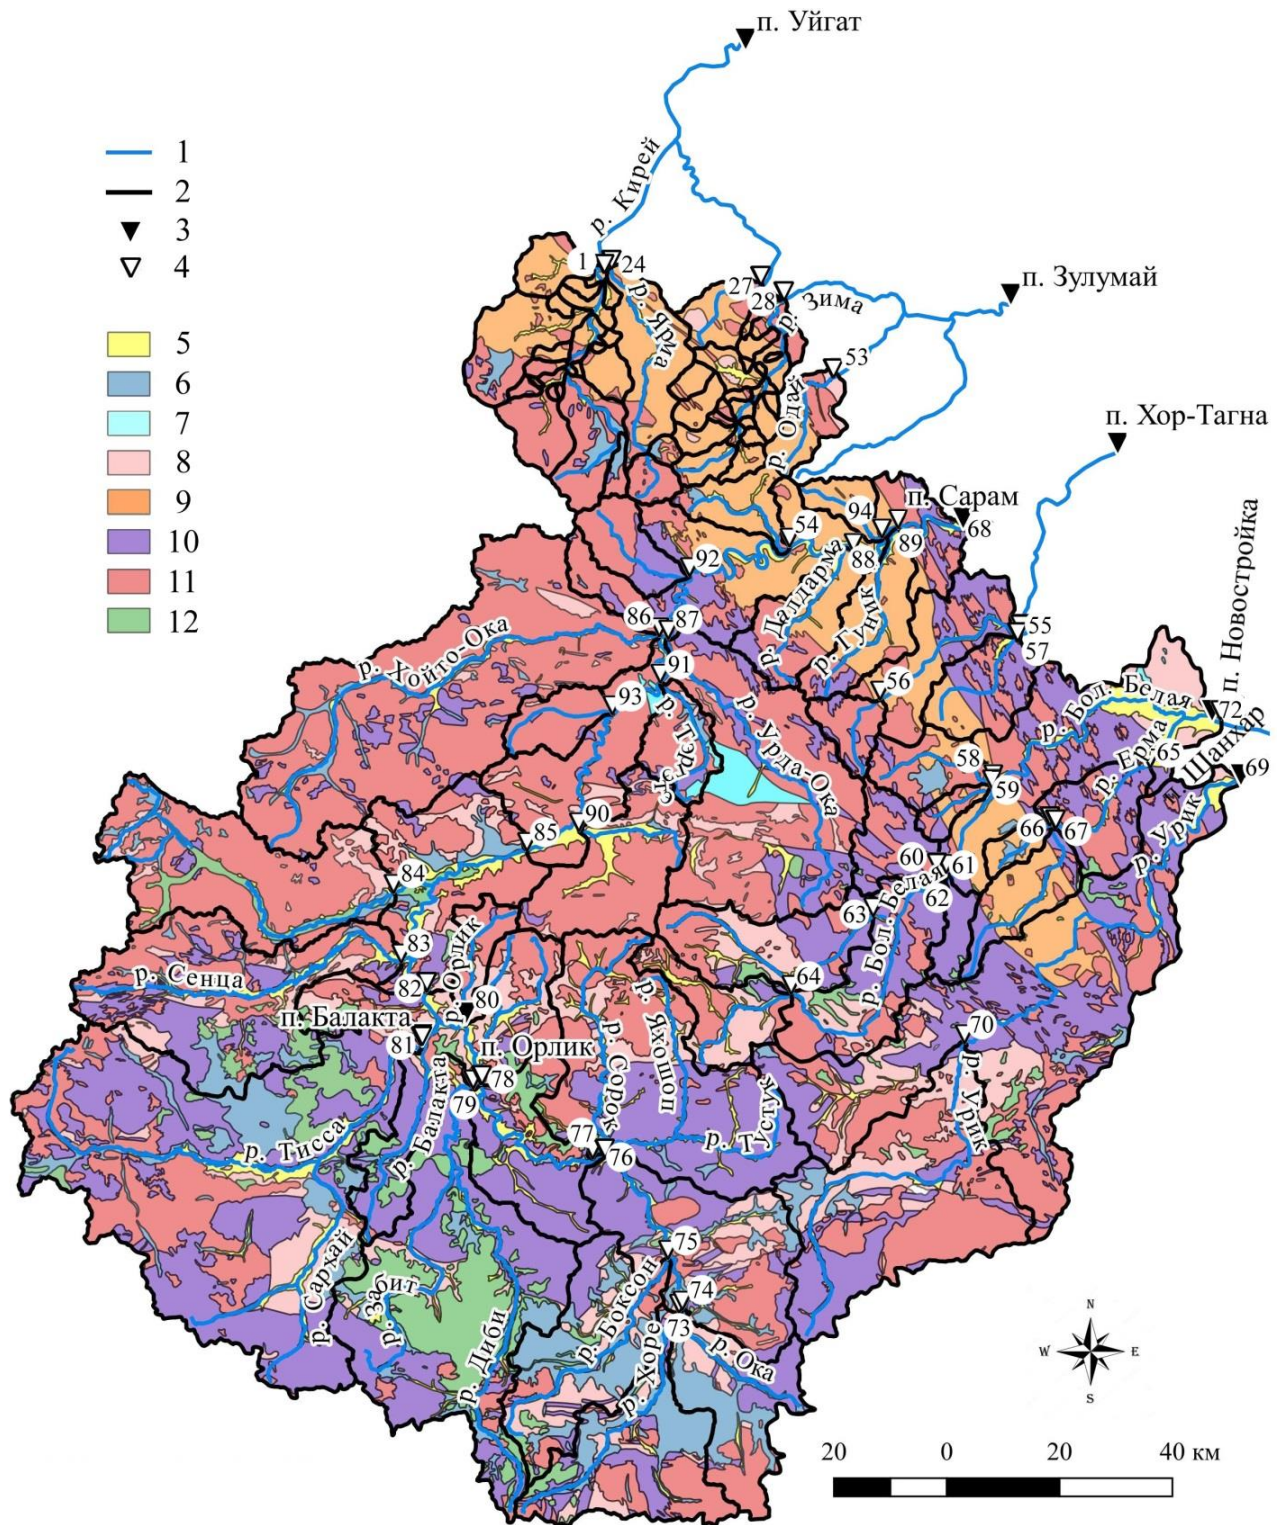 п. Уйгат
1
2
3
4
5
6
7
8
9
10
11
12
р. Кирей
1
24
р. Ярма
27
28
р. Зима
п. Зулумай
53
р. Одай
п. Хор-Тагна
п. Сарам
94
54
88
89
68
92
р. Далдарма
р. Гуник
п. Новостройка
55
57
86
87
р. Хойто-Ока
91
93
56
р. Урда-Ока
р. Бол. Белая
72
Шанхар
р. Ерма
65
58
59
69
90
85
66
67
р. Урик
60
61
р. Бол. Белая
62
63
84
83
р. Сенца
82
р. Орлик
80
р. Яхошоп
64
п. Балакта
81
п. Орлик
78
79
р. Сорок
70
р. Урик
р. Балакта
77
76
р. Тустук
р. Тисса
р. Сархай
р. Забит
75
р. Боксон
74
73
р. Диби
р. Хоре
р. Ока
N
W
E
S
20
0
20
40 км